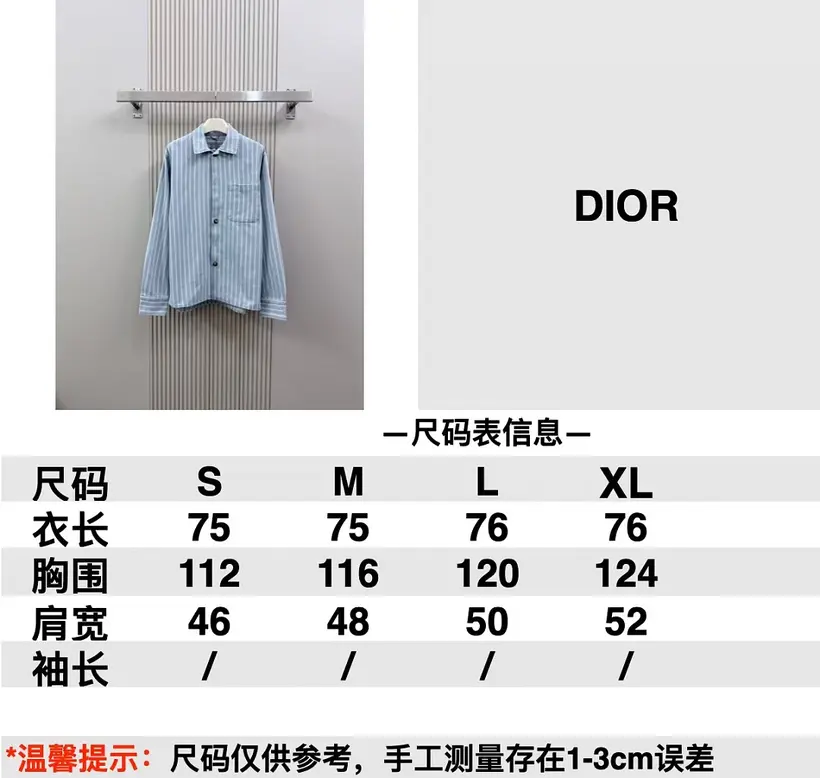 DIOR
—尺码表信息—
尺码 S M L XL
衣长 75 75 76 76
胸围 112 116 120 124
肩宽 46 48 50 52
袖长 / / / /
*温馨提示：尺码仅供参考，手工测量存在1-3cm误差